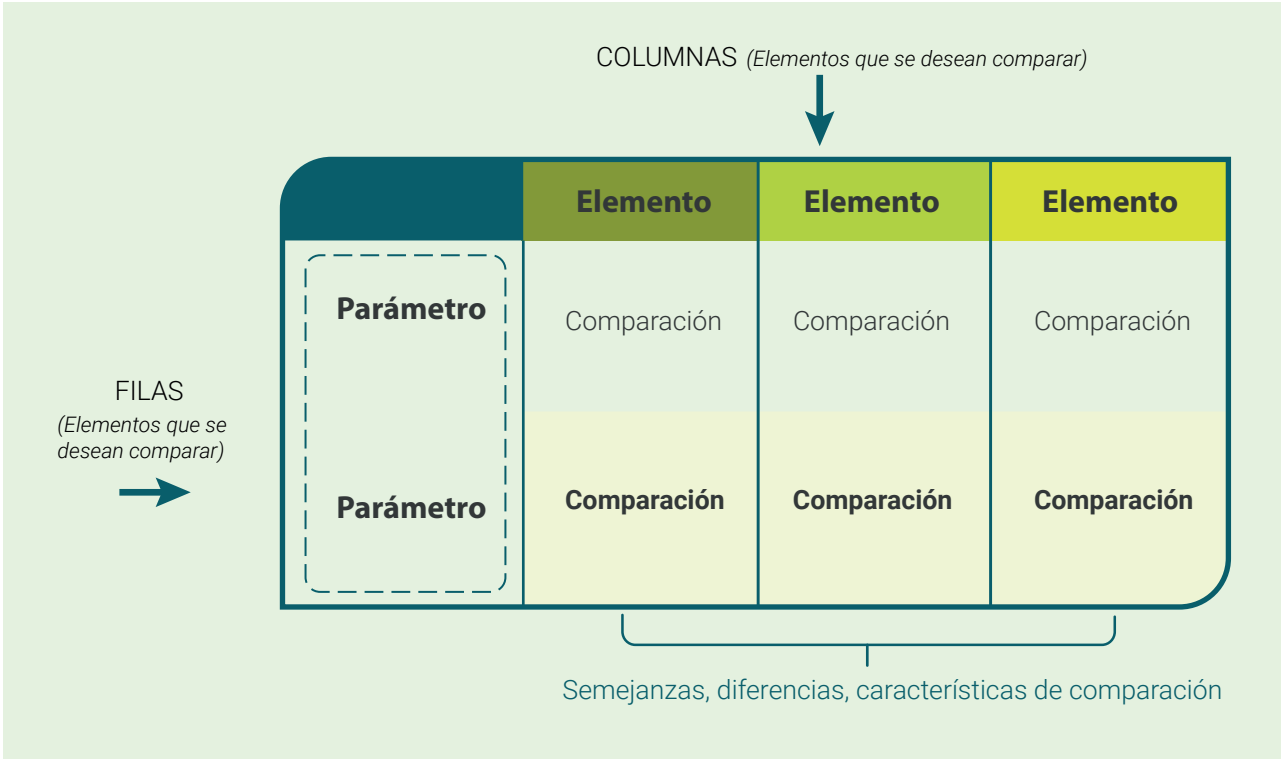 COLUMNAS (Elementos que se desean comparar)
Elemento Elemento Elemento
Parámetro Comparación Comparación Comparación
FILAS
(Elementos que se
desean comparar)
Parámetro Comparación Comparación Comparación
Semejanzas, diferencias, características de comparación